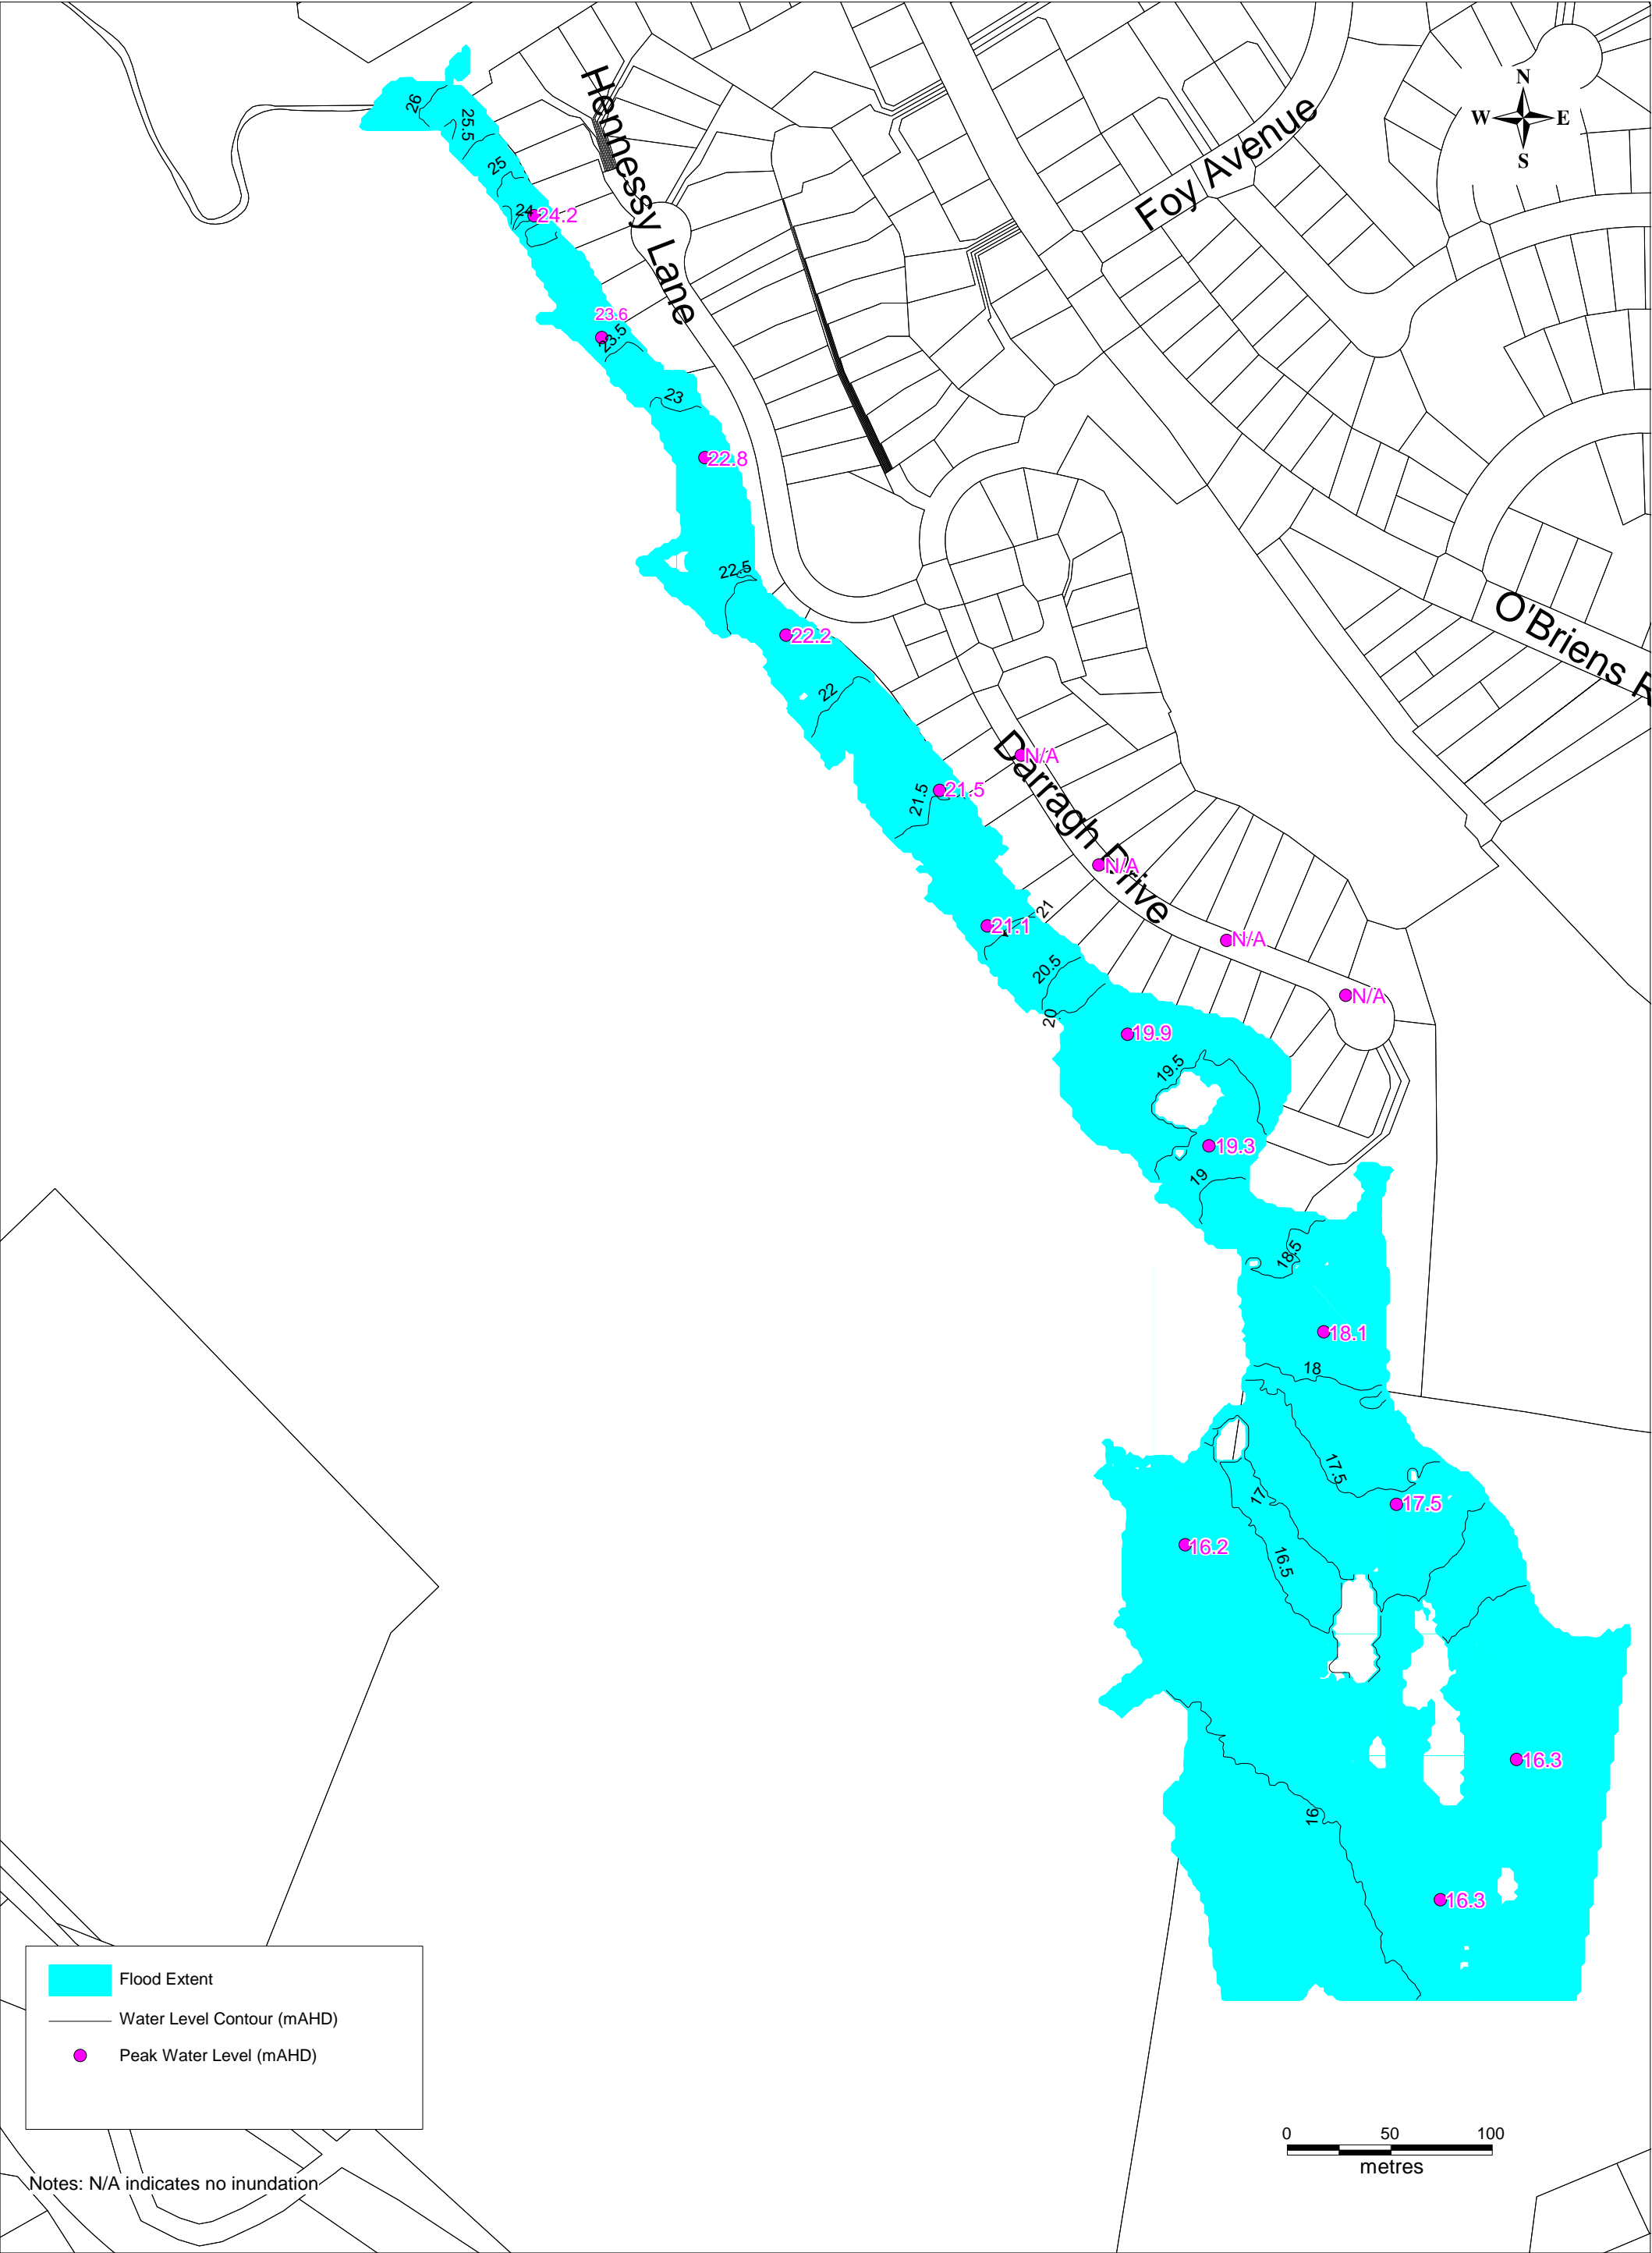 N
W E
S
Hennessy Lane
Foy Avenue
26
25.5
25
24
24.2
23.6
23.5
23
22.8
22.5
22.2
22
O'Briens R
N/A
Darragh Drive
21.5
21.5
N/A
21
21.1
N/A
20.5
N/A
20
19.9
19.5
19.3
19
18.5
18.1
18
17.5
17
17.5
16.2
16.5
16.3
16
16.3
Flood Extent
Water Level Contour (mAHD)
Peak Water Level (mAHD)
0 50 100
metres
Notes: N/A indicates no inundation